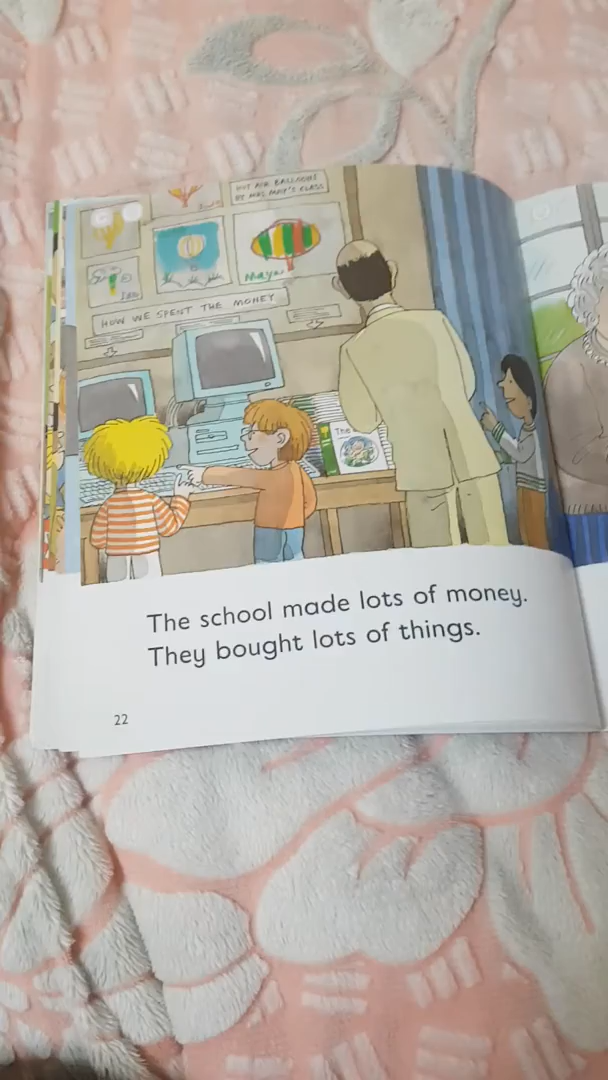 HOT AIR BALLOONS
BY MRS MAY'S CLASS
Maya
HOW WE SPENT THE MONEY
The
The school made lots of money.
They bought lots of things.
22